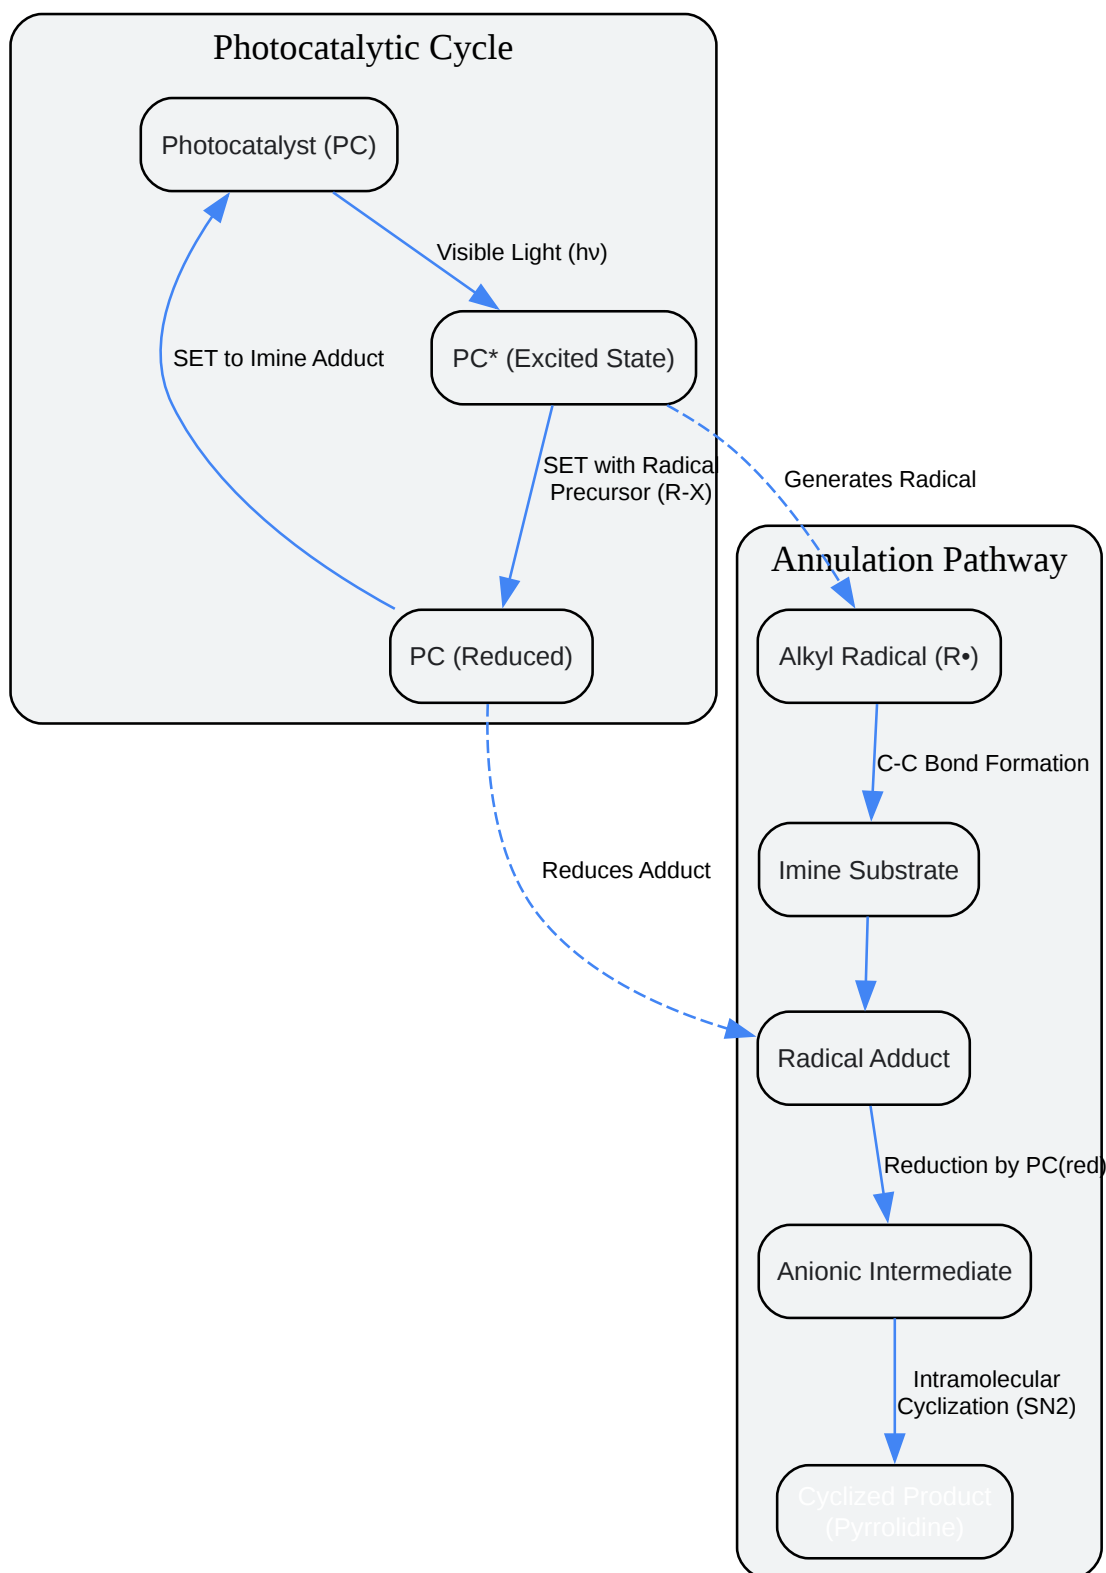 Photocatalytic Cycle
Photocatalyst (PC)
Visible Light (hν)
PC* (Excited State)
SET to Imine Adduct
SET with Radical
Precursor (R-X)
Generates Radical
PC (Reduced)
Annulation Pathway
Alkyl Radical (R•)
C-C Bond Formation
Imine Substrate
Reduces Adduct
Radical Adduct
Reduction by PC(red)
Anionic Intermediate
Intramolecular
Cyclization (SN2)
Cyclized Product
(Pyrrolidine)